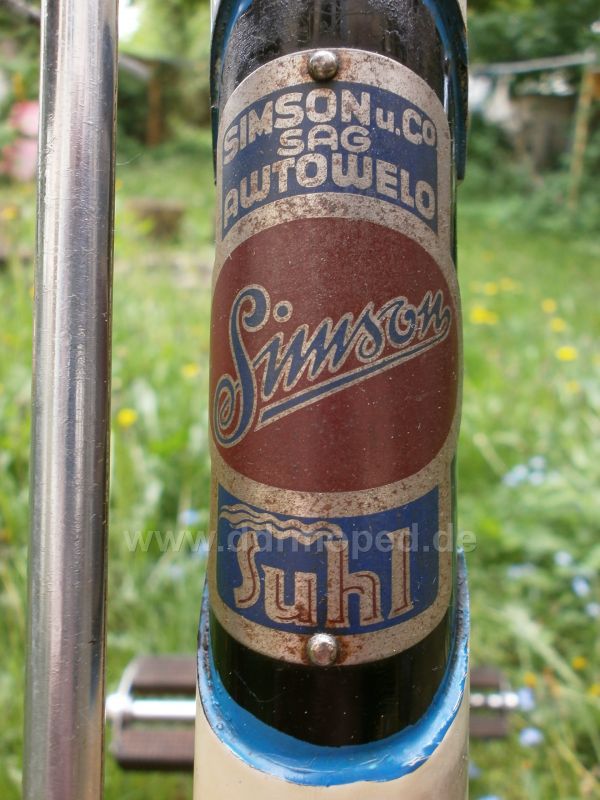 SIMSON u. Co
SAG
AWTOWELO
Simson
www.ddrmoped.de
Suhl